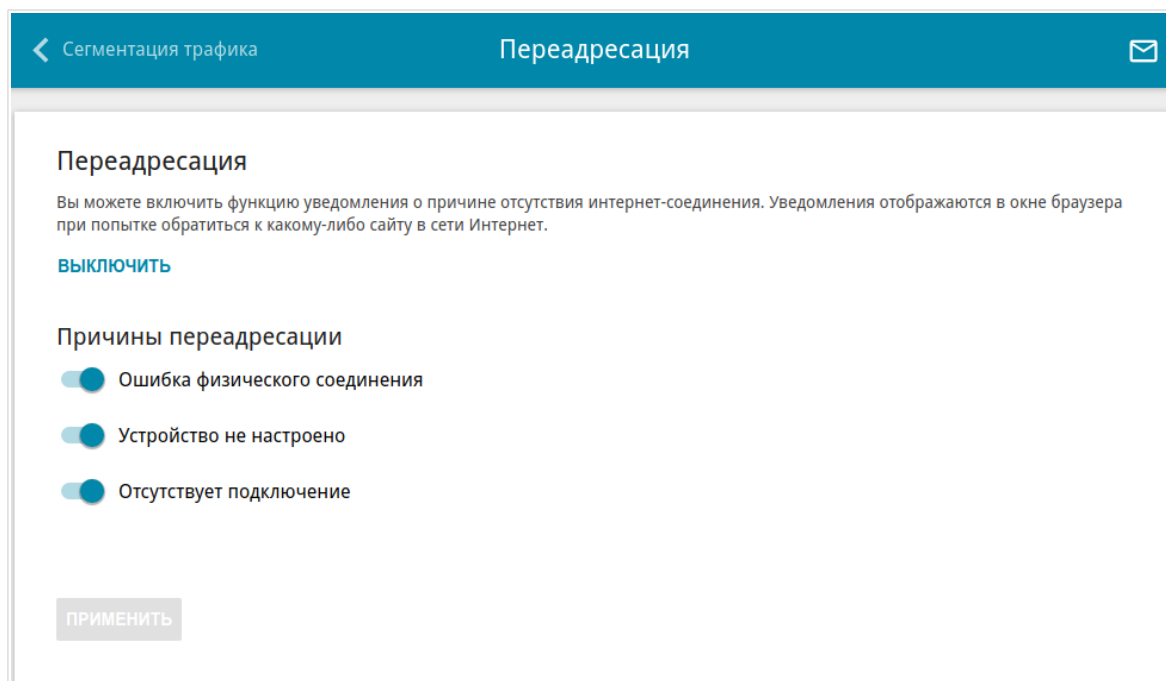 Сегментация трафика
Переадресация
Переадресация
Вы можете включить функцию уведомления о причине отсутствия интернет-соединения. Уведомления отображаются в окне браузера
при попытке обратиться к какому-либо сайту в сети Интернет.
ВЫКЛЮЧИТЬ
Причины переадресации
Ошибка физического соединения
Устройство не настроено
Отсутствует подключение
ПРИМЕНИТЬ